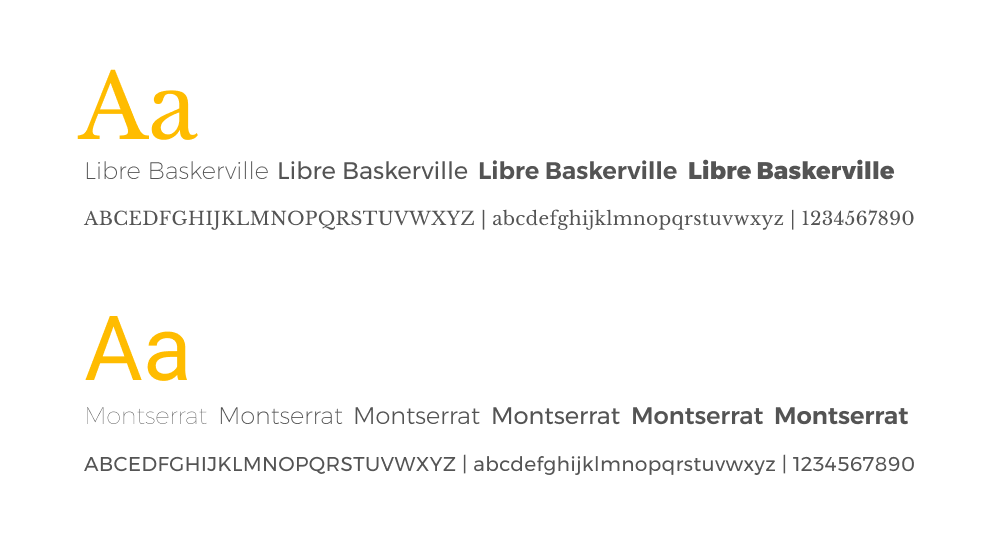 Aa
Libre Baskerville Libre Baskerville Libre Baskerville Libre Baskerville
ABCEDFGHIJKLMNOPQRSTUVWXYZ | abcdefghijklmnopqrstuvwxyz | 1234567890
Aa
Montserrat Montserrat Montserrat Montserrat Montserrat Montserrat
ABCEDFGHIJKLMNOPQRSTUVWXYZ | abcdefghijklmnopqrstuvwxyz | 1234567890